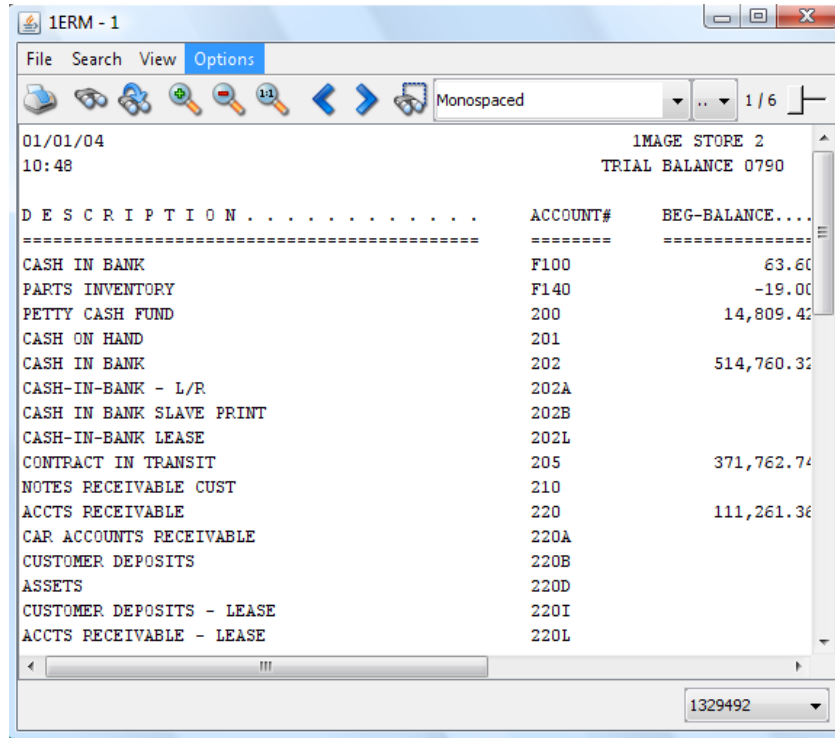 1ERM - 1
File Search View Options
1:1 Monospaced .. 1 / 6
01/01/04 1MAGE STORE 2
10:48 TRIAL BALANCE 0790
D E S C R I P T I O N . . . . . . . . . . . . ACCOUNT# BEG-BALANCE....
============================================= ======== ===============
CASH IN BANK F100 63.60
PARTS INVENTORY F140 -19.00
PETTY CASH FUND 200 14,809.42
CASH ON HAND 201
CASH IN BANK 202 514,760.32
CASH-IN-BANK - L/R 202A
CASH IN BANK SLAVE PRINT 202B
CASH-IN-BANK LEASE 202L
CONTRACT IN TRANSIT 205 371,762.74
NOTES RECEIVABLE CUST 210
ACCTS RECEIVABLE 220 111,261.36
CAR ACCOUNTS RECEIVABLE 220A
CUSTOMER DEPOSITS 220B
ASSETS 220D
CUSTOMER DEPOSITS - LEASE 220I
ACCTS RECEIVABLE - LEASE 220L
1329492